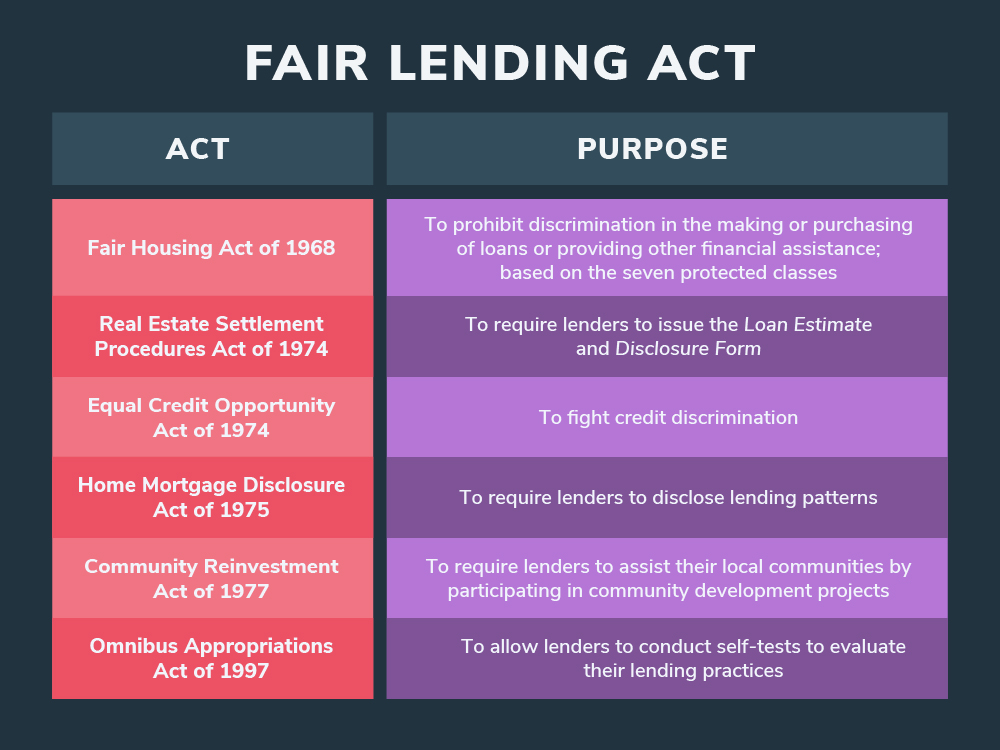 FAIR LENDING ACT
ACT
PURPOSE
Fair Housing Act of 1968
To prohibit discrimination in the making or purchasing
of loans or providing other financial assistance;
based on the seven protected classes
Real Estate Settlement
Procedures Act of 1974
To require lenders to issue the Loan Estimate
and Disclosure Form
Equal Credit Opportunity
Act of 1974
To fight credit discrimination
Home Mortgage Disclosure
Act of 1975
To require lenders to disclose lending patterns
Community Reinvestment
Act of 1977
To require lenders to assist their local communities by
participating in community development projects
Omnibus Appropriations
Act of 1997
To allow lenders to conduct self-tests to evaluate
their lending practices